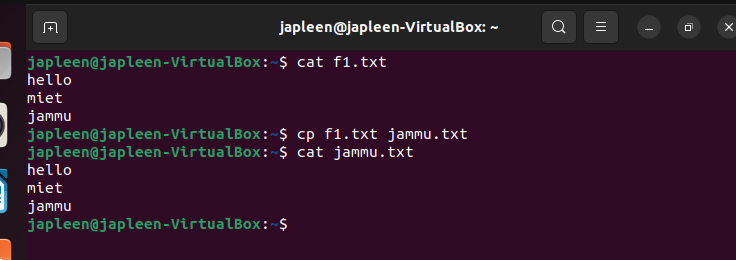 japleen@japleen-VirtualBox: ~
japleen@japleen-VirtualBox:~$ cat f1.txt
hello
miet
jammu
japleen@japleen-VirtualBox:~$ cp f1.txt jammu.txt
japleen@japleen-VirtualBox:~$ cat jammu.txt
hello
miet
jammu
japleen@japleen-VirtualBox:~$